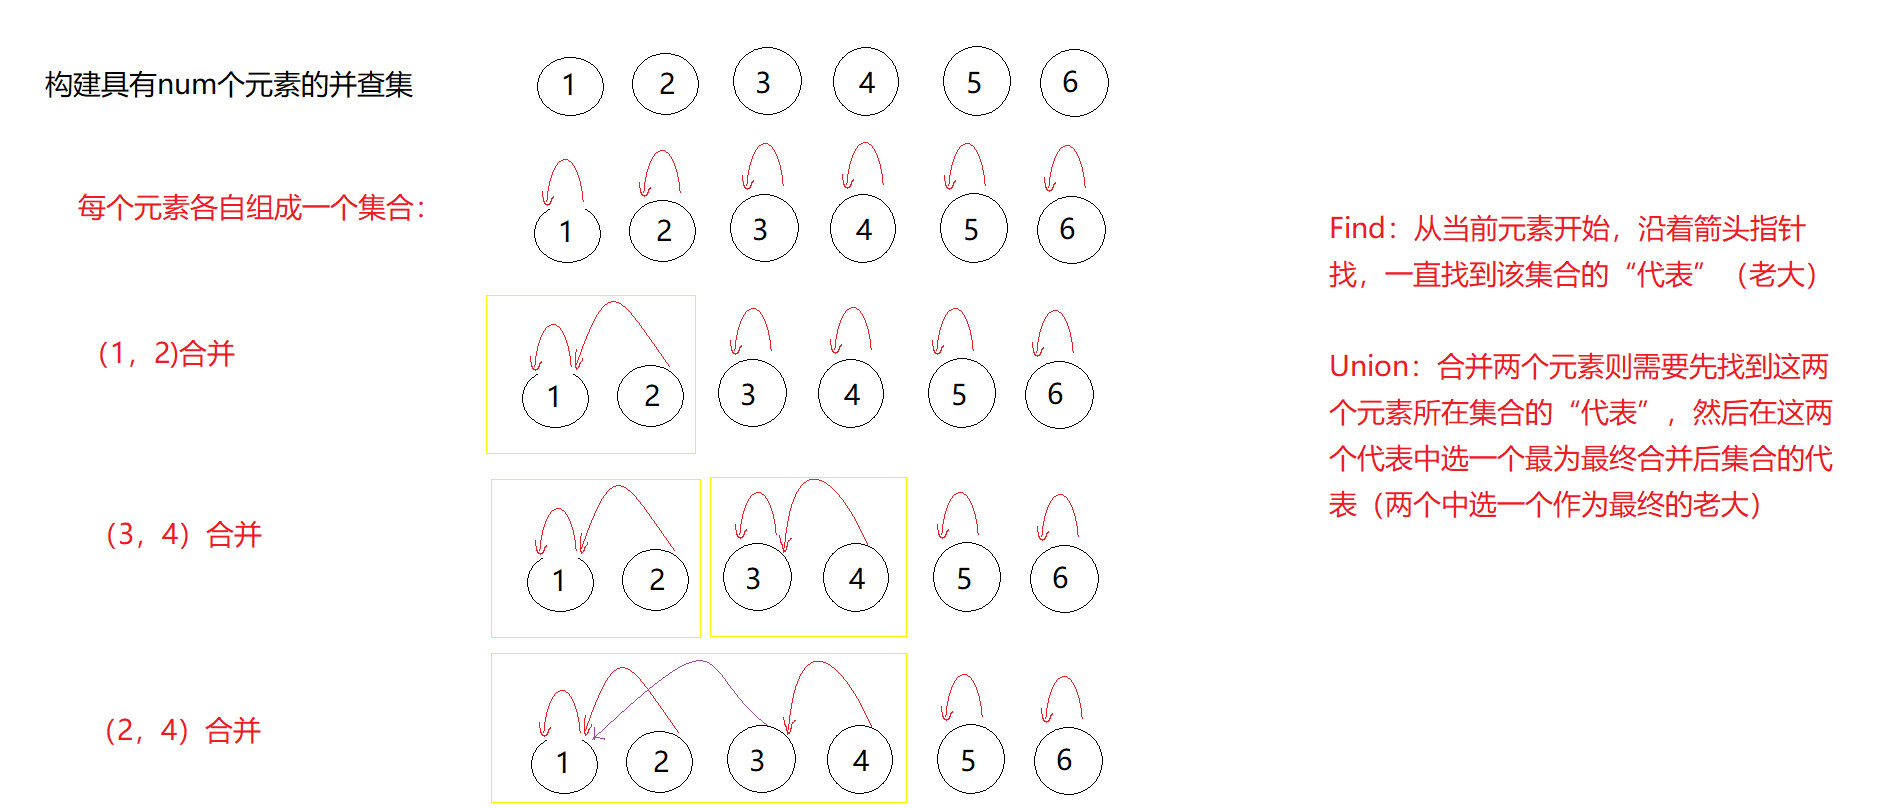 构建具有num个元素的并查集
1 2 3 4 5 6
每个元素各自组成一个集合：
1 2 3 4 5 6
(1，2)合并
1 2 3 4 5 6
（3，4）合并
1 2 3 4 5 6
（2，4）合并
1 2 3 4 5 6
Find：从当前元素开始，沿着箭头指针
找，一直找到该集合的“代表”（老大）
Union：合并两个元素则需要先找到这两
个元素所在集合的“代表”，然后在这两
个代表中选一个最为最终合并后集合的代
表（两个中选一个作为最终的老大）